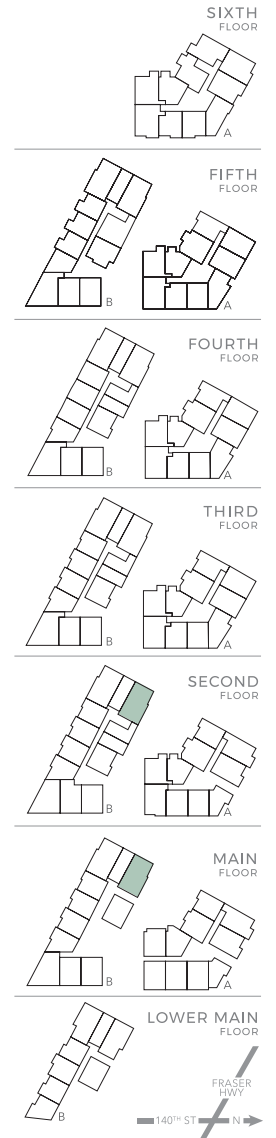 SIXTH
FLOOR
A
FIFTH
FLOOR
B
A
FOURTH
FLOOR
B
A
THIRD
FLOOR
B
A
SECOND
FLOOR
B
A
MAIN
FLOOR
B
A
LOWER MAIN
FLOOR
B
FRASER
HWY
140TH ST
N